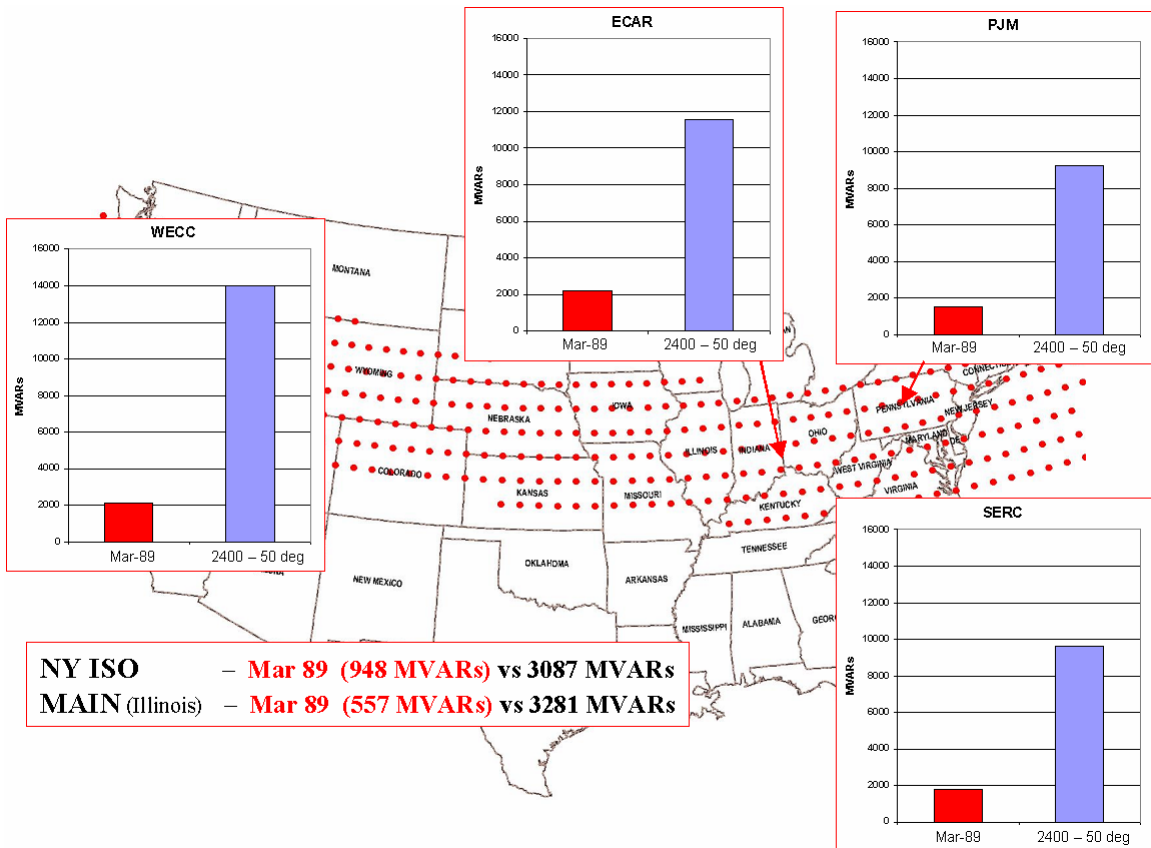 ECAR
16000
14000
12000
10000
8000
6000
4000
2000
0
MVARs
Mar-89
2400 – 50 deg
PJM
16000
14000
12000
10000
8000
6000
4000
2000
0
MVARs
Mar-89
2400 – 50 deg
WECC
16000
14000
12000
10000
8000
6000
4000
2000
0
MVARs
Mar-89
2400 – 50 deg
MONTANA
WYOMING
NEBRASKA
IOWA
COLORADO
KANSAS
MISSOURI
ILLINOIS
INDIANA
OHIO
PENNSYLVANIA
NEW JERSEY
MARYLAND
DE
WEST VIRGINIA
VIRGINIA
KENTUCKY
TENNESSEE
OKLAHOMA
ARKANSAS
NEW MEXICO
MISSISSIPPI
ALABAMA
GEOR
CONNECTI
SERC
16000
14000
12000
10000
8000
6000
4000
2000
0
MVARs
Mar-89
2400 – 50 deg
NY ISO – Mar 89 (948 MVARs) vs 3087 MVARs
MAIN (Illinois) – Mar 89 (557 MVARs) vs 3281 MVARs